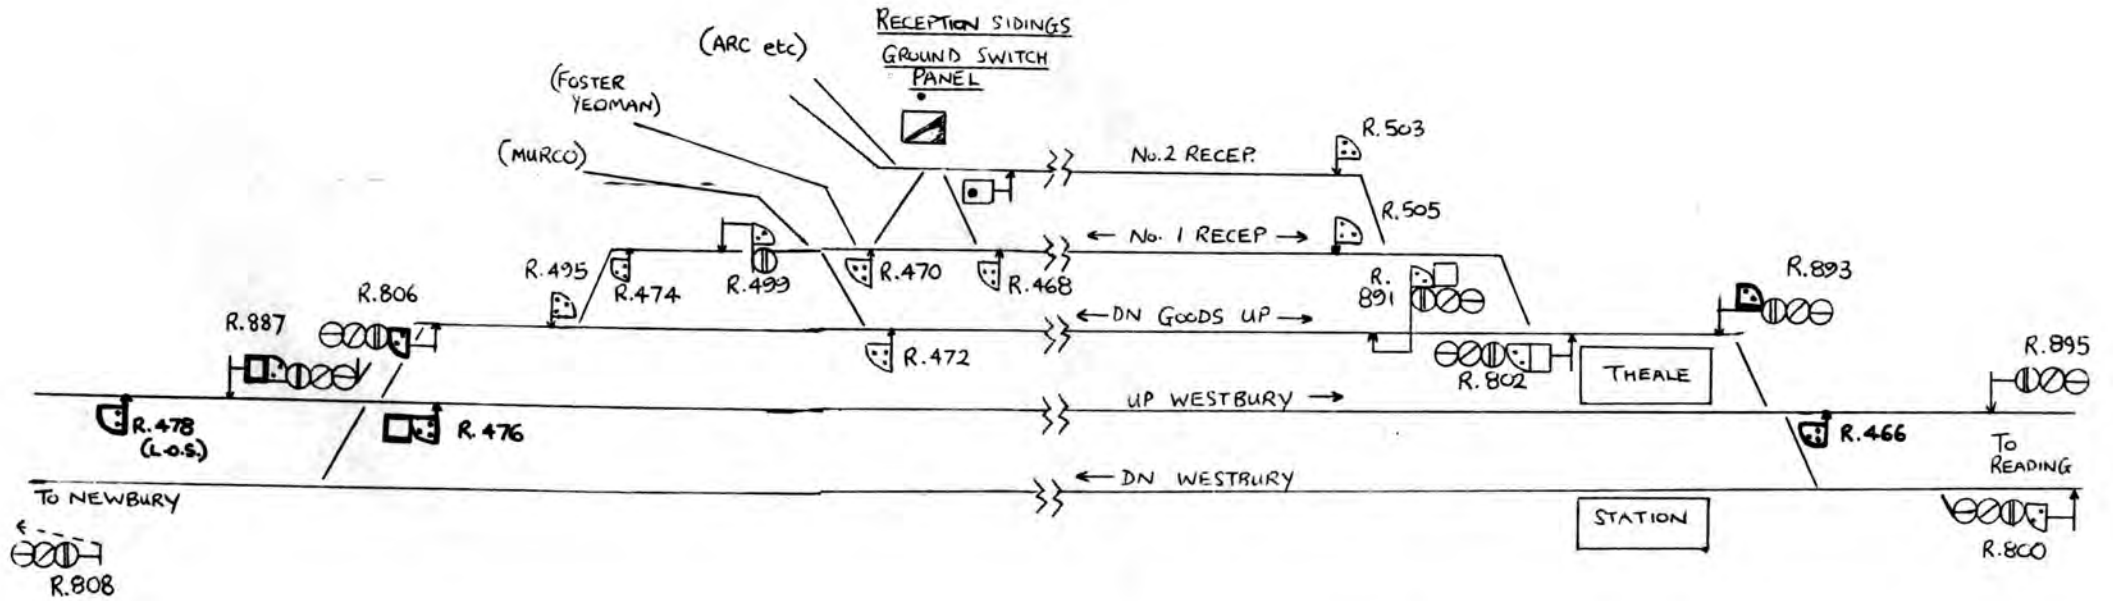 RECEPTION SIDINGS
GROUND SWITCH
PANEL
(ARC etc)
(FOSTER
YEOMAN)
(MURCO)
R.503
No.2 RECEP.
R.505
← No. 1 RECEP →
R.495
R.474
R.499
R.470
R.468
R.
891
R.893
R.806
R.887
← DN GOODS UP →
R.472
R.802
THEALE
R.895
UP WESTBURY →
R.478
(L.O.S.)
R.476
R.466
TO
READING
← DN WESTBURY
TO NEWBURY
STATION
R.808
R.800